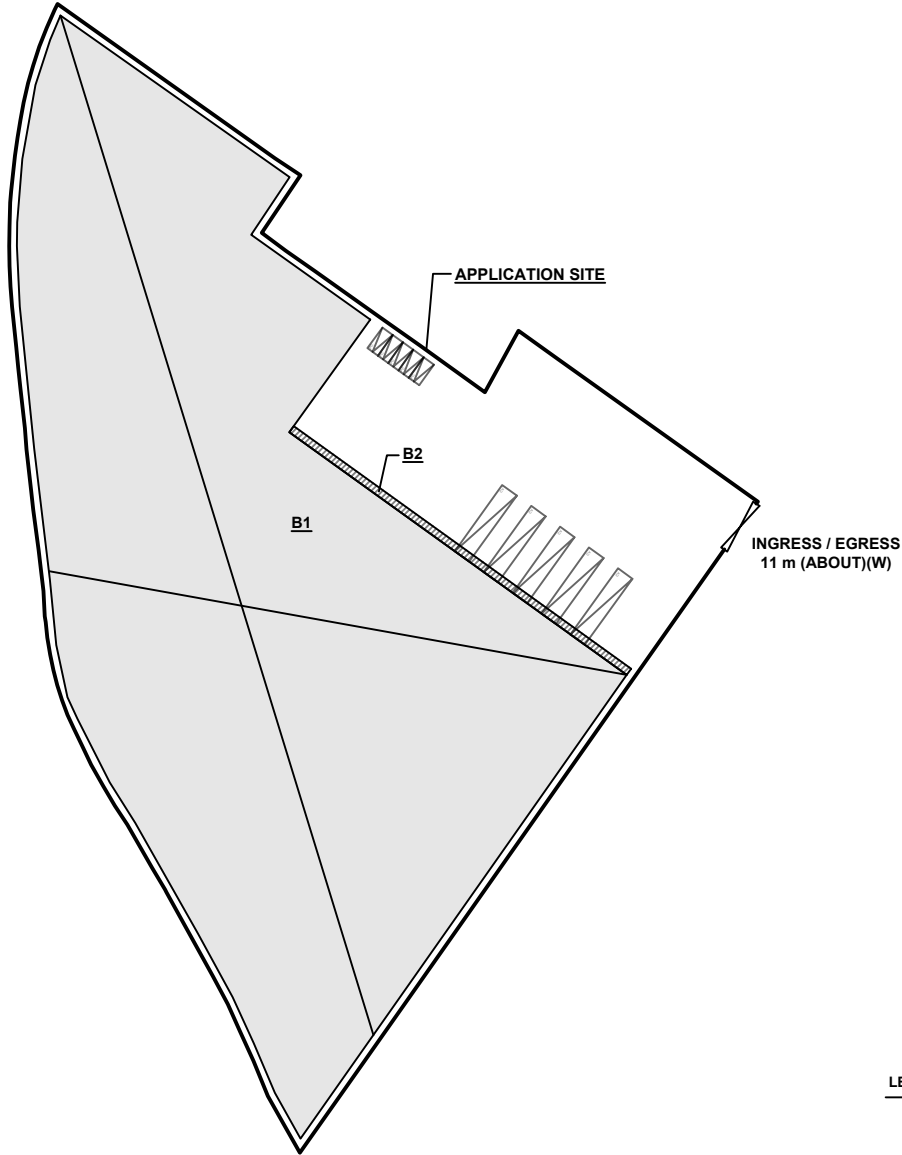 APPLICATION SITE
B2
B1
INGRESS / EGRESS
11 m (ABOUT)(W)